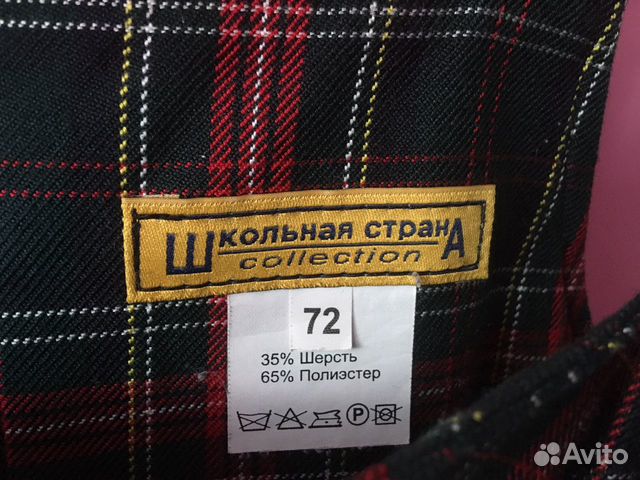 Школьная странА
collection
72
35% Шерсть
65% Полиэстер
P
Avito